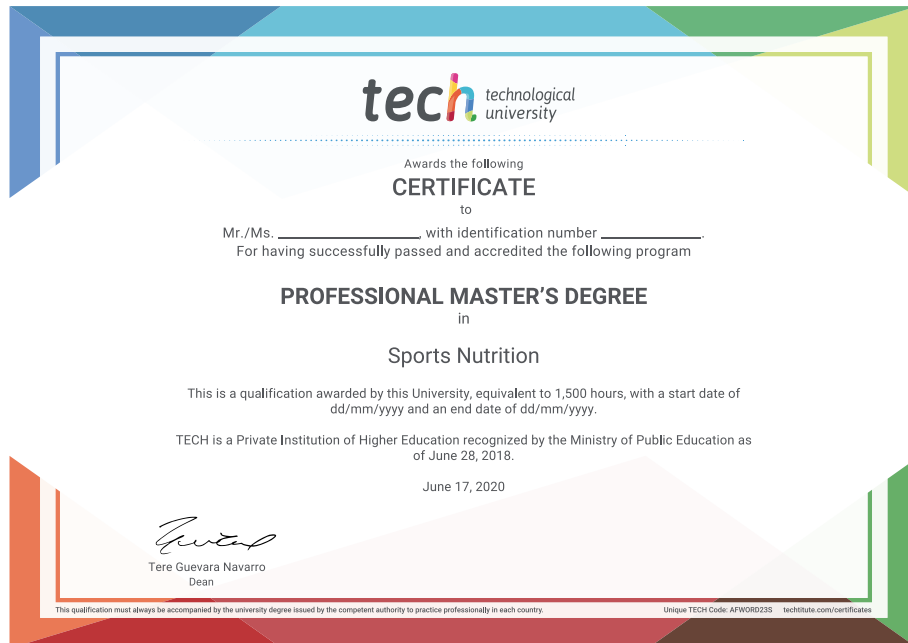 tech technological
university
Awards the following
CERTIFICATE
to
Mr./Ms. ____________________, with identification number ______________.
For having successfully passed and accredited the following program
PROFESSIONAL MASTER'S DEGREE
in
Sports Nutrition
This is a qualification awarded by this University, equivalent to 1,500 hours, with a start date of
dd/mm/yyyy and an end date of dd/mm/yyyy.
TECH is a Private Institution of Higher Education recognized by the Ministry of Public Education as
of June 28, 2018.
June 17, 2020
Tere Guevara Navarro
Dean
This qualification must always be accompanied by the university degree issued by the competent authority to practice professionally in each country.
Unique TECH Code: AFWORD23S techtitute.com/certificates